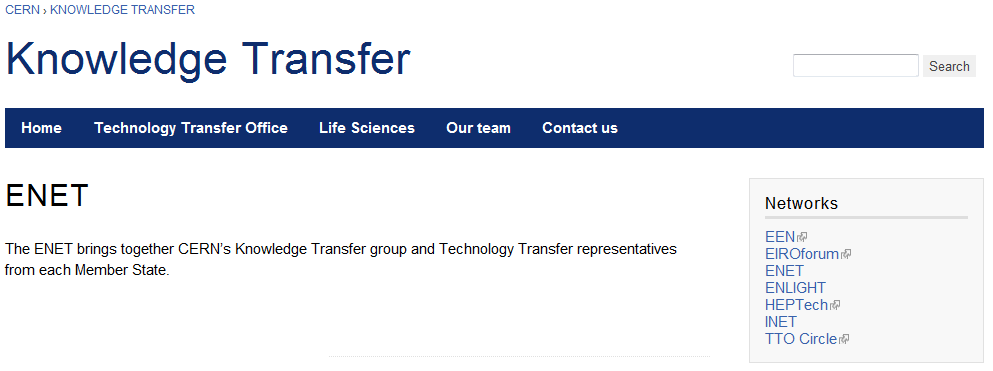 CERN › KNOWLEDGE TRANSFER
Knowledge Transfer
Search
Home Technology Transfer Office Life Sciences Our team Contact us
ENET
The ENET brings together CERN's Knowledge Transfer group and Technology Transfer representatives
from each Member State.
Networks
EEN
EIROforum
ENET
ENLIGHT
HEPTech
INET
TTO Circle